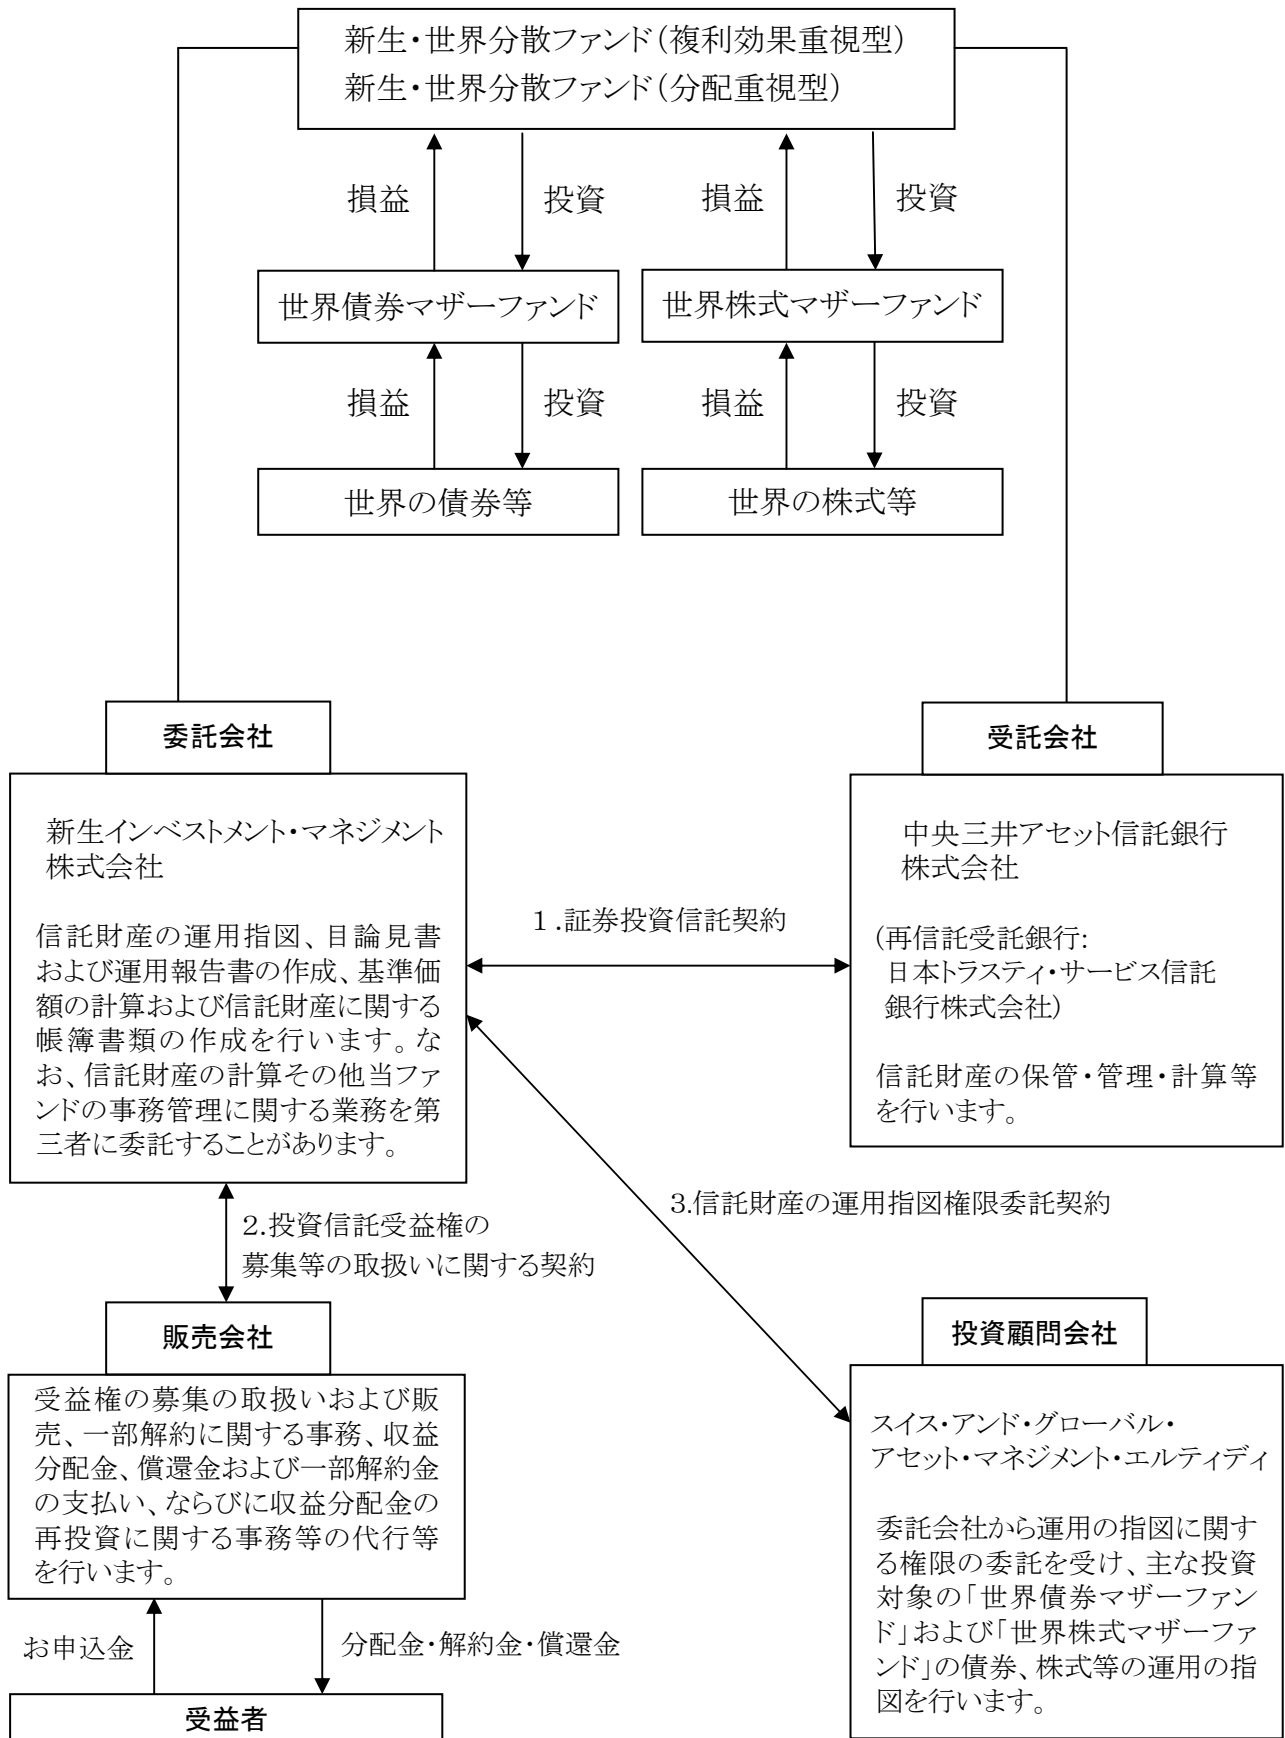 新生・世界分散ファンド(複利効果重視型)
新生・世界分散ファンド(分配重視型)
損益
投資
損益
投資
世界債券マザーファンド
世界株式マザーファンド
損益
投資
損益
投資
世界の債券等
世界の株式等
委託会社
新生インベストメント・マネジメント
株式会社
信託財産の運用指図、目論見書
および運用報告書の作成、基準価
額の計算および信託財産に関する
帳簿書類の作成を行います。な
お、信託財産の計算その他当ファ
ンドの事務管理に関する業務を第
三者に委託することがあります。
1.証券投資信託契約
受託会社
中央三井アセット信託銀行
株式会社
(再信託受託銀行:
日本トラスティ・サービス信託
銀行株式会社)
信託財産の保管・管理・計算等
を行います。
2.投資信託受益権の
募集等の取扱いに関する契約
3.信託財産の運用指図権限委託契約
販売会社
受益権の募集の取扱いおよび販
売、一部解約に関する事務、収益
分配金、償還金および一部解約金
の支払い、ならびに収益分配金の
再投資に関する事務等の代行等
を行います。
投資顧問会社
スイス・アンド・グローバル・
アセット・マネジメント・エルティディ
委託会社から運用の指図に関す
る権限の委託を受け、主な投資
対象の「世界債券マザーファン
ド」および「世界株式マザーファ
ンド」の債券、株式等の運用の指
図を行います。
お申込金
分配金・解約金・償還金
受益者